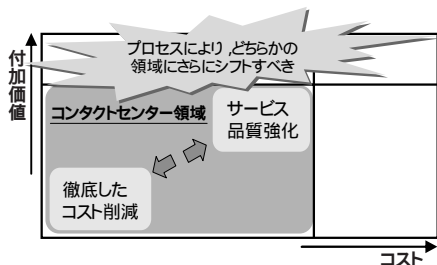 プロセスにより,どちらかの
領域にさらにシフトすべき
付加価値
コンタクトセンター領域
サービス
品質強化
徹底した
コスト削減
コスト